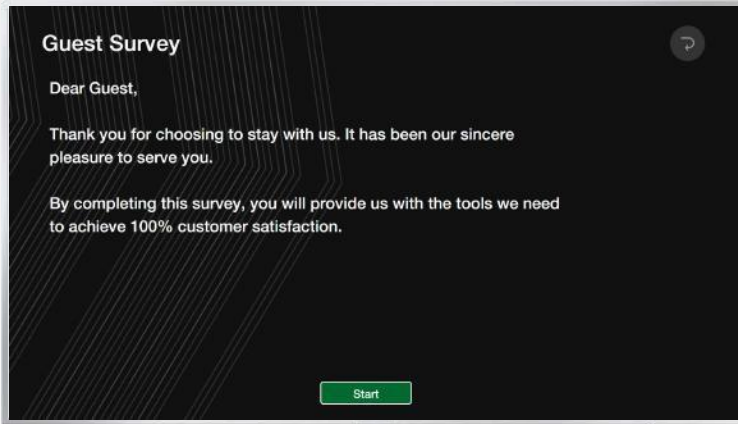 Guest Survey
Dear Guest,
Thank you for choosing to stay with us. It has been our sincere
pleasure to serve you.
By completing this survey, you will provide us with the tools we need
to achieve 100% customer satisfaction.
Start